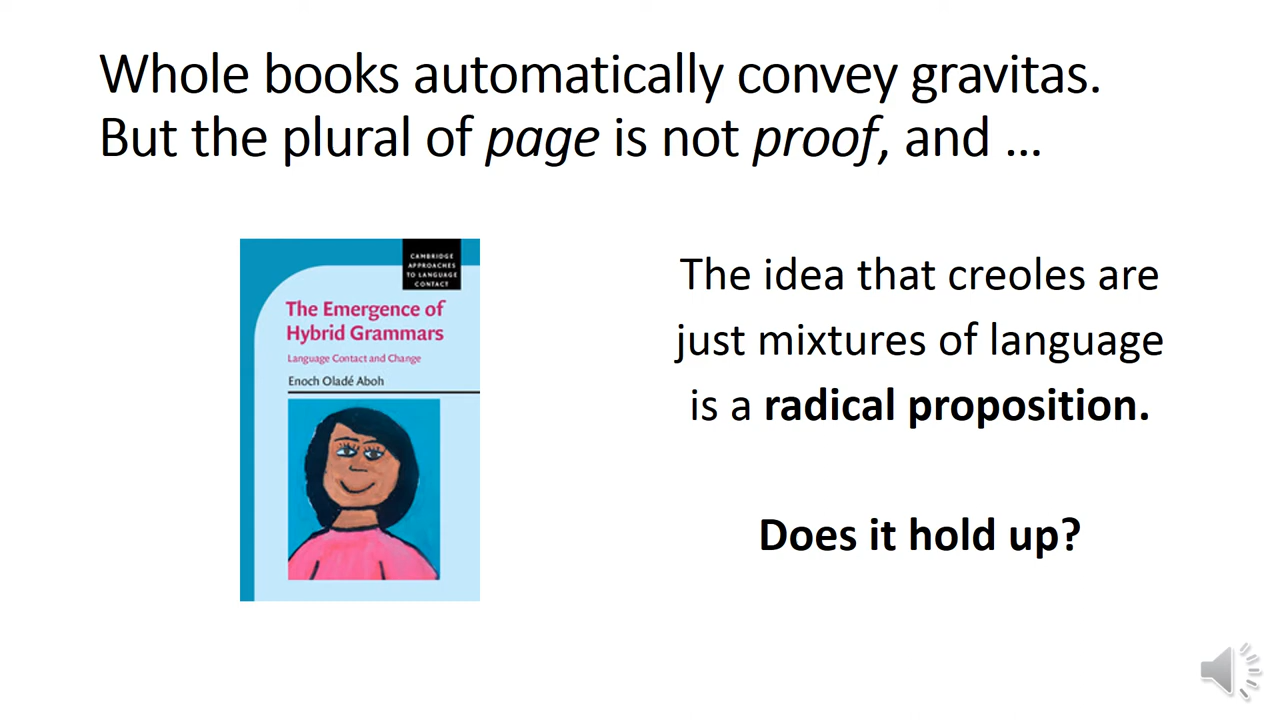 Whole books automatically convey gravitas.
But the plural of page is not proof, and …
CAMBRIDGE
APPROACHES
TO LANGUAGE
CONTACT
The Emergence of
Hybrid Grammars
Language Contact and Change
Enoch Oladé Aboh
The idea that creoles are
just mixtures of language
is a radical proposition.
Does it hold up?